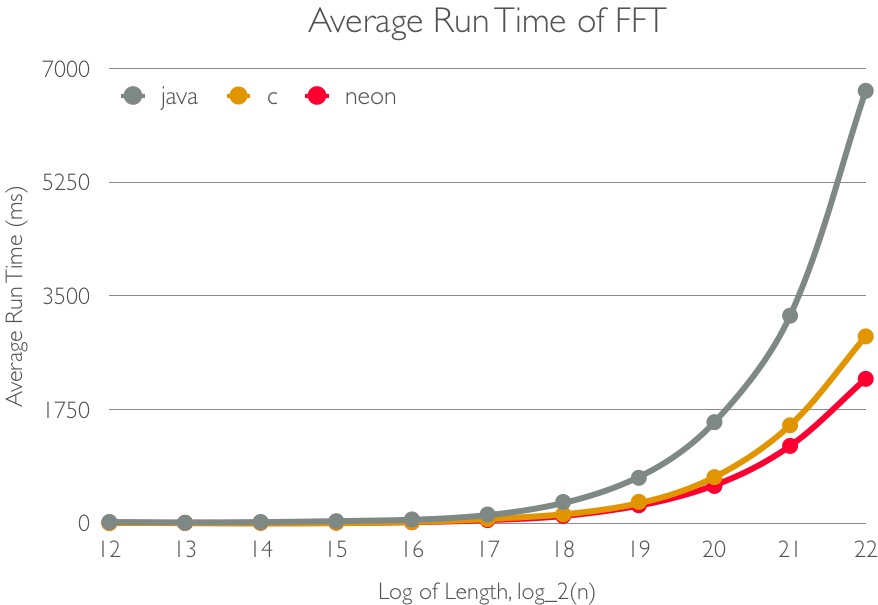 Average Run Time of FFT
7000
java
c
neon
5250
Average Run Time (ms)
3500
1750
0
12 13 14 15 16 17 18 19 20 21 22
Log of Length, log_2(n)